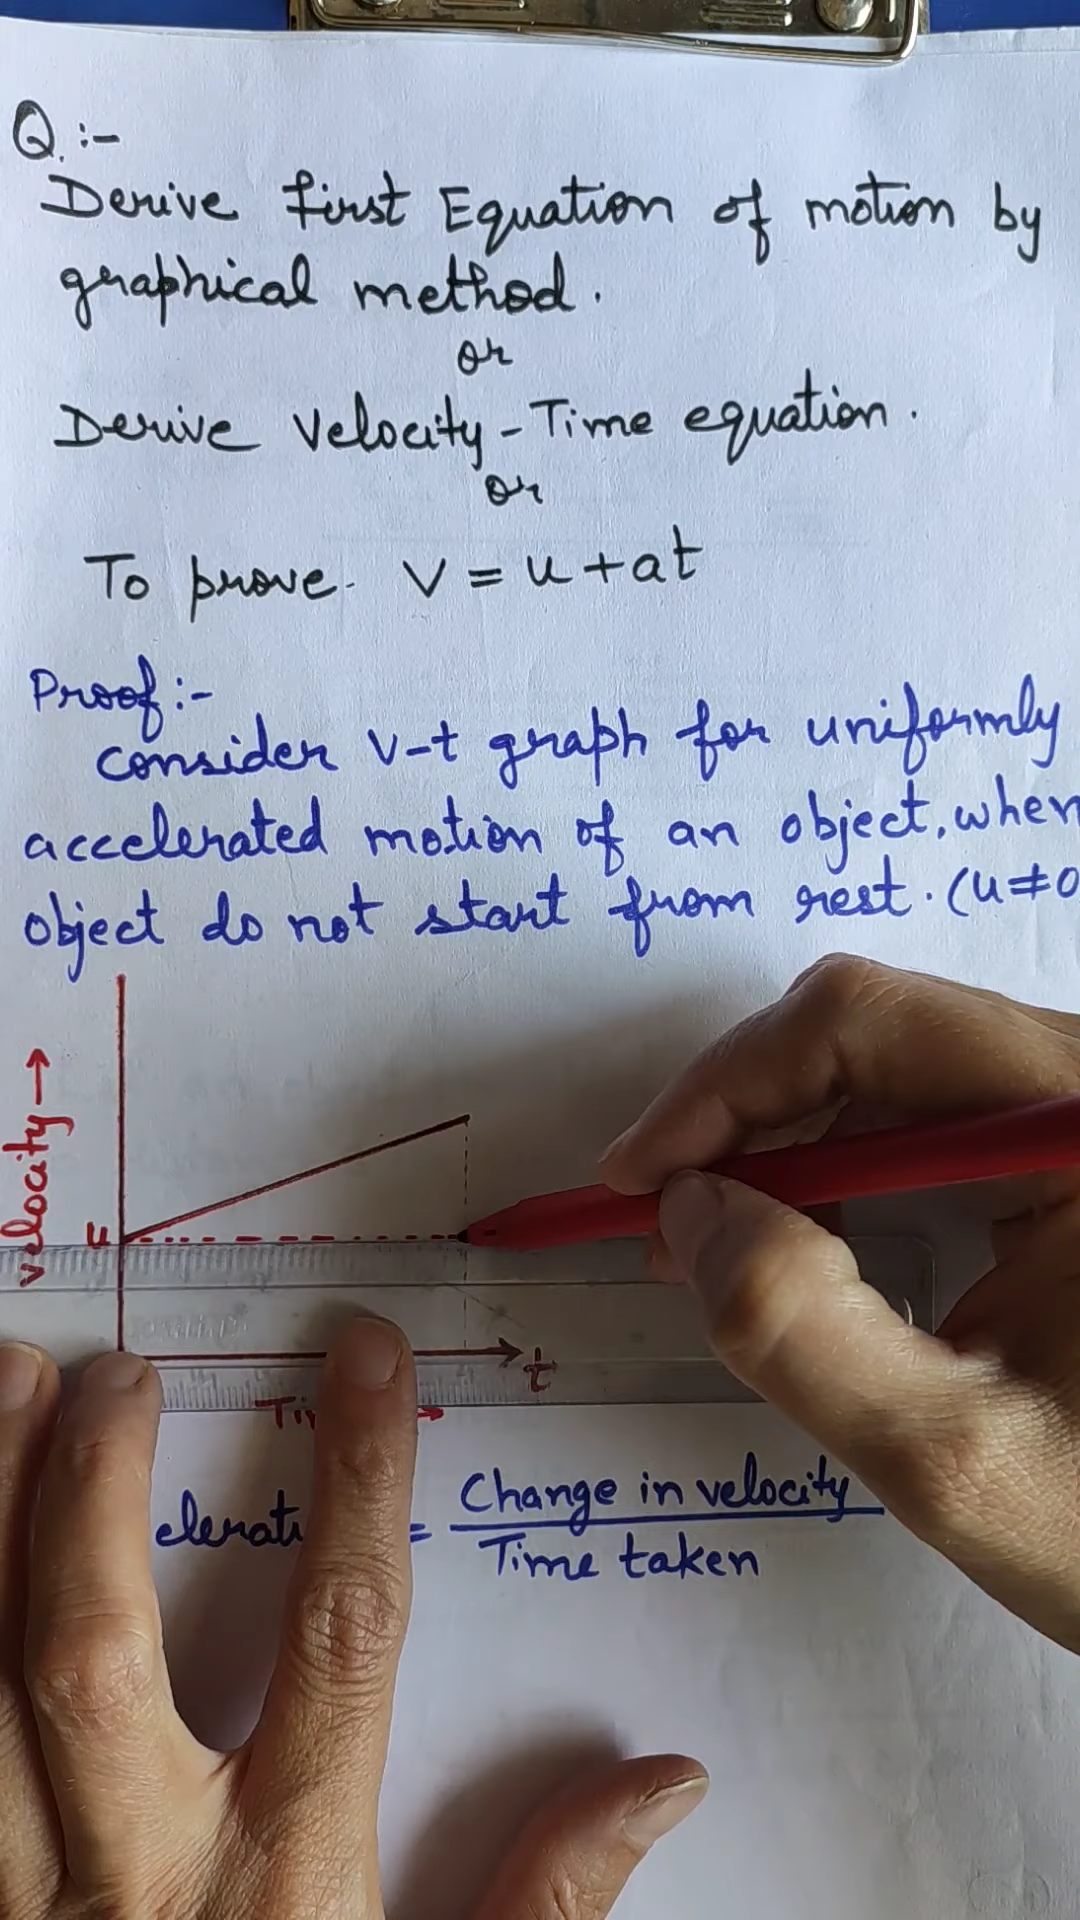 Q. :-
Derive first Equation of motion by
graphical method.
or
Derive Velocity-Time equation.
or
To prove. V = u + at
Proof :-
consider v-t graph for uniformly
accelerated motion of an object, when
object do not start from rest. (u≠0
velocity →
u
t
= Change in velocity
Time taken